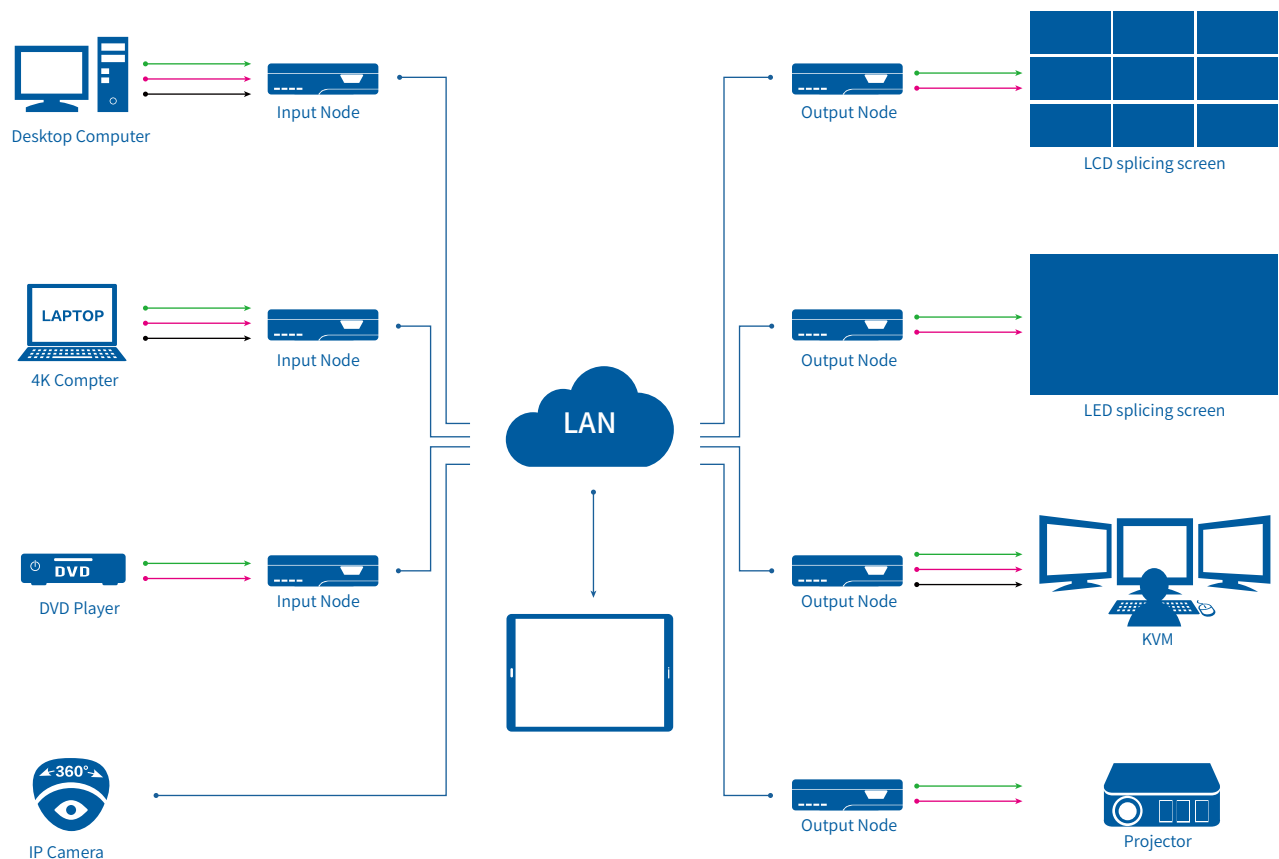 Desktop Computer
Input Node
Output Node
LCD splicing screen
LAPTOP
4K Compter
Input Node
Output Node
LED splicing screen
LAN
DVD
DVD Player
Input Node
Output Node
KVM
360°
IP Camera
Output Node
Projector